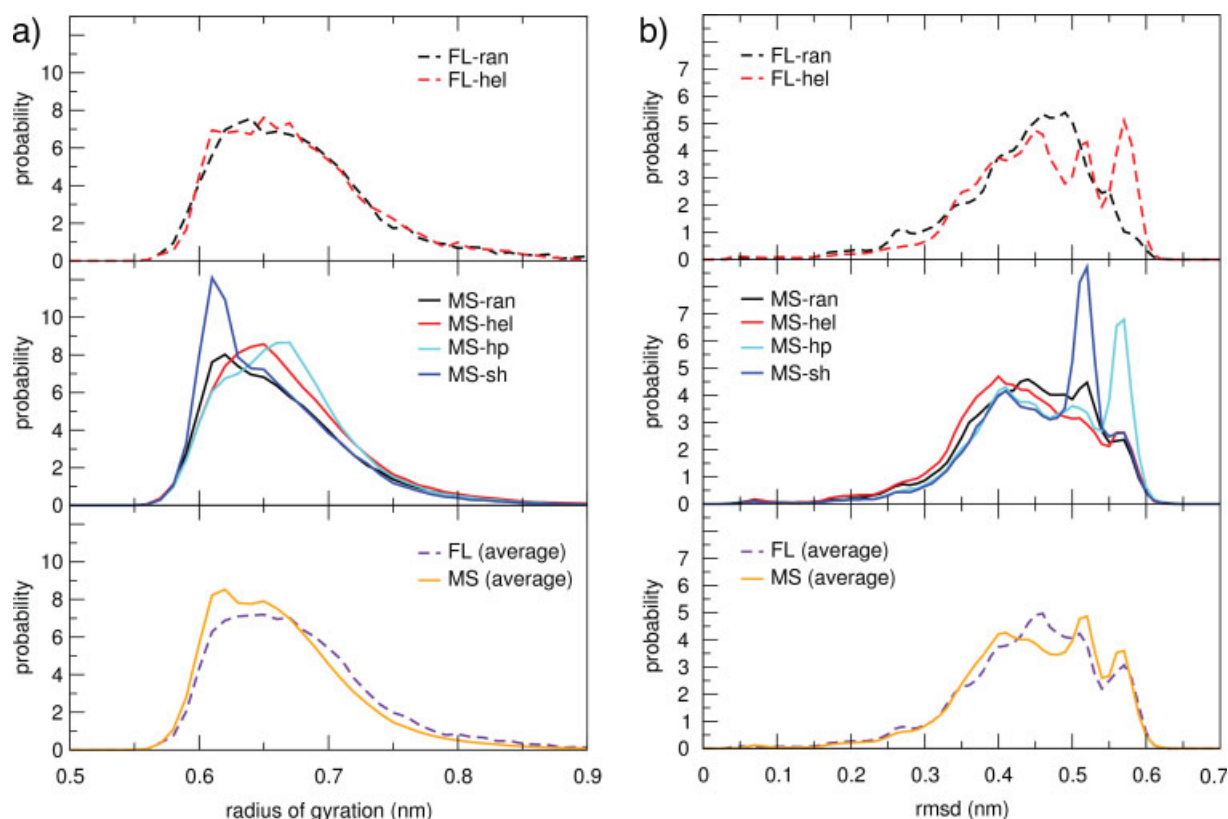 a)
probability
10
8
6
4
2
0
FL-ran
FL-hel
probability
10
8
6
4
2
0
MS-ran
MS-hel
MS-hp
MS-sh
probability
10
8
6
4
2
0
FL (average)
MS (average)
0.5 0.6 0.7 0.8 0.9
radius of gyration (nm)
b)
probability
7
6
5
4
3
2
1
0
FL-ran
FL-hel
probability
7
6
5
4
3
2
1
0
MS-ran
MS-hel
MS-hp
MS-sh
probability
7
6
5
4
3
2
1
0
FL (average)
MS (average)
0 0.1 0.2 0.3 0.4 0.5 0.6 0.7
rmsd (nm)